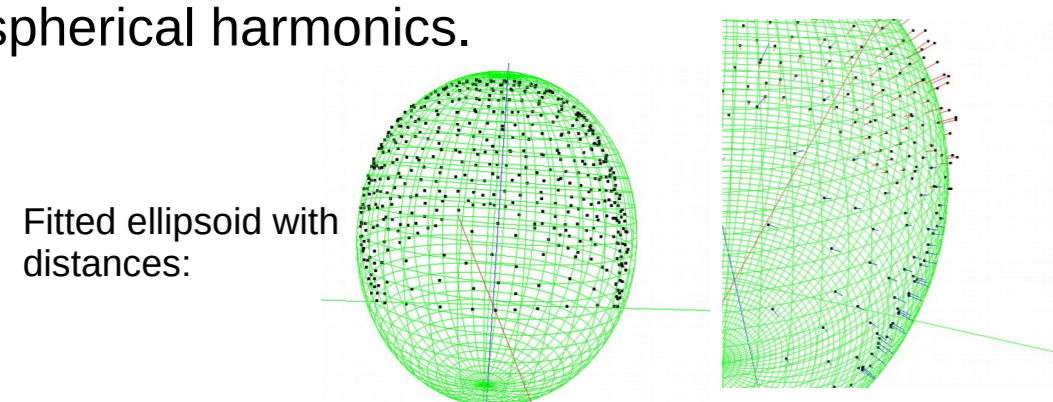 spherical harmonics.
Fitted ellipsoid with
distances: